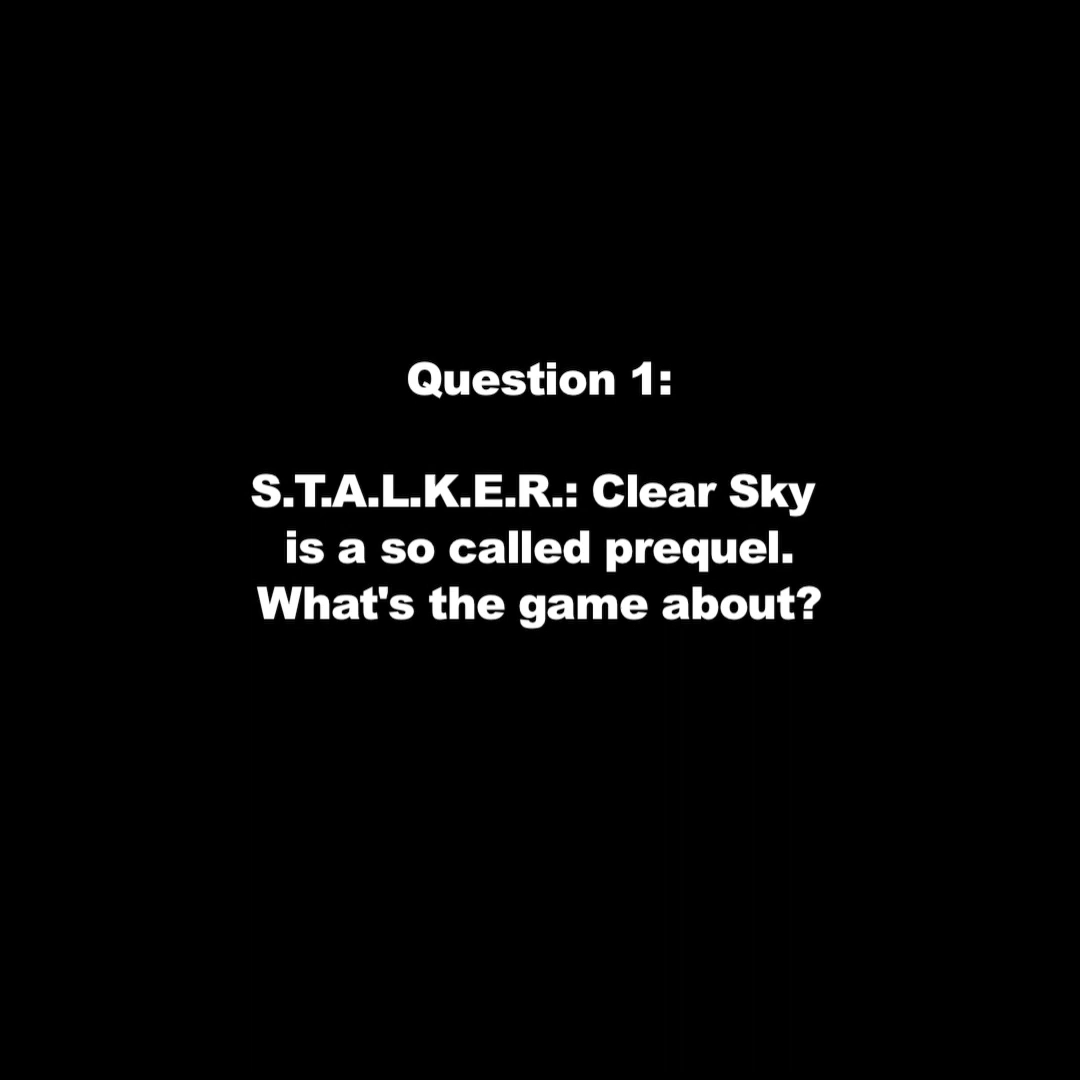 Question 1:
S.T.A.L.K.E.R.: Clear Sky
is a so called prequel.
What's the game about?